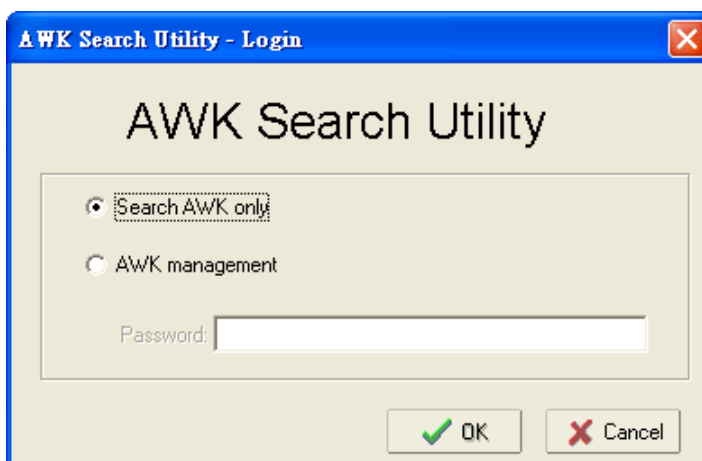 AWK Search Utility - Login
AWK Search Utility
Search AWK only
AWK management
Password:
OK
Cancel